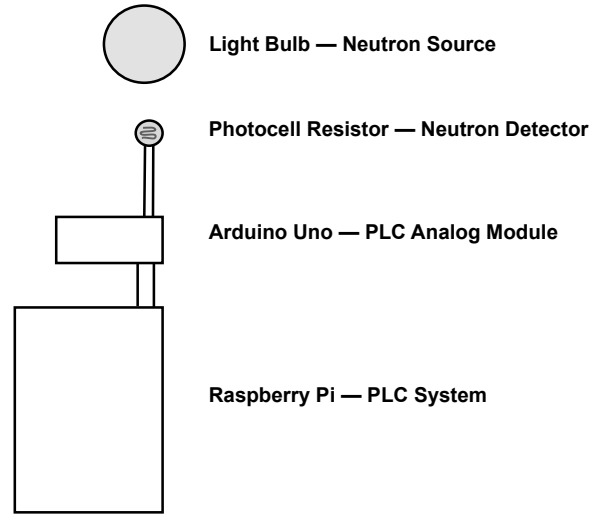 Light Bulb — Neutron Source
Photocell Resistor — Neutron Detector
Arduino Uno — PLC Analog Module
Raspberry Pi — PLC System